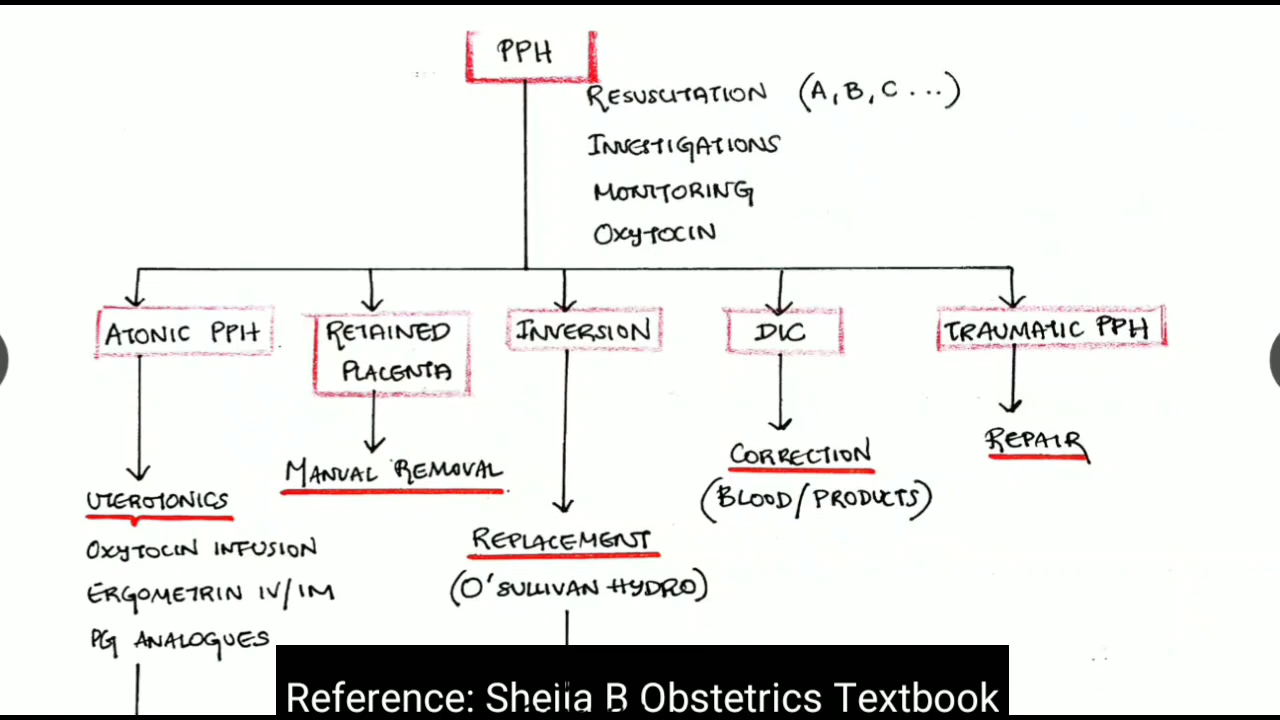 PPH
RESUSCITATION (A, B, C ...)
INVESTIGATIONS
MONITORING
OXYTOCIN
ATONIC PPH
RETAINED
PLACENTA
INVERSION
DIC
TRAUMATIC PPH
UTEROTONICS
OXYTOCIN INFUSION
ERGOMETRIN IV/IM
PG ANALOGUES
MANUAL REMOVAL
REPLACEMENT
(O'SULLIVAN HYDRO)
CORRECTION
(BLOOD/PRODUCTS)
REPAIR
Reference: Sheila B Obstetrics Textbook